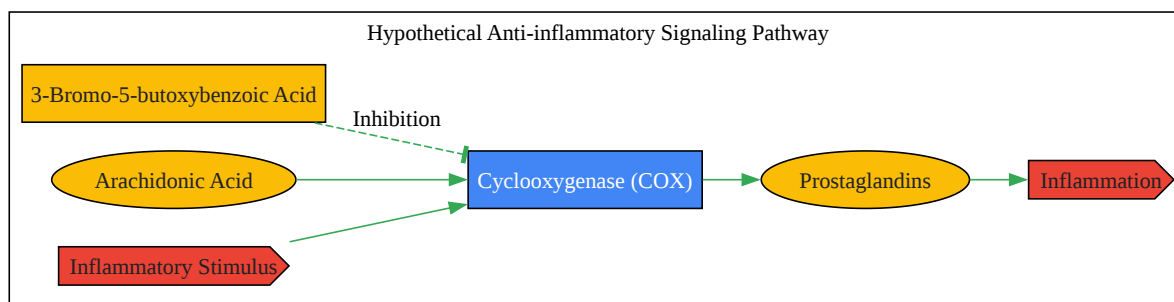 Hypothetical Anti-inflammatory Signaling Pathway
3-Bromo-5-butoxybenzoic Acid
Inhibition
Arachidonic Acid
Cyclooxygenase (COX)
Prostaglandins
Inflammation
Inflammatory Stimulus